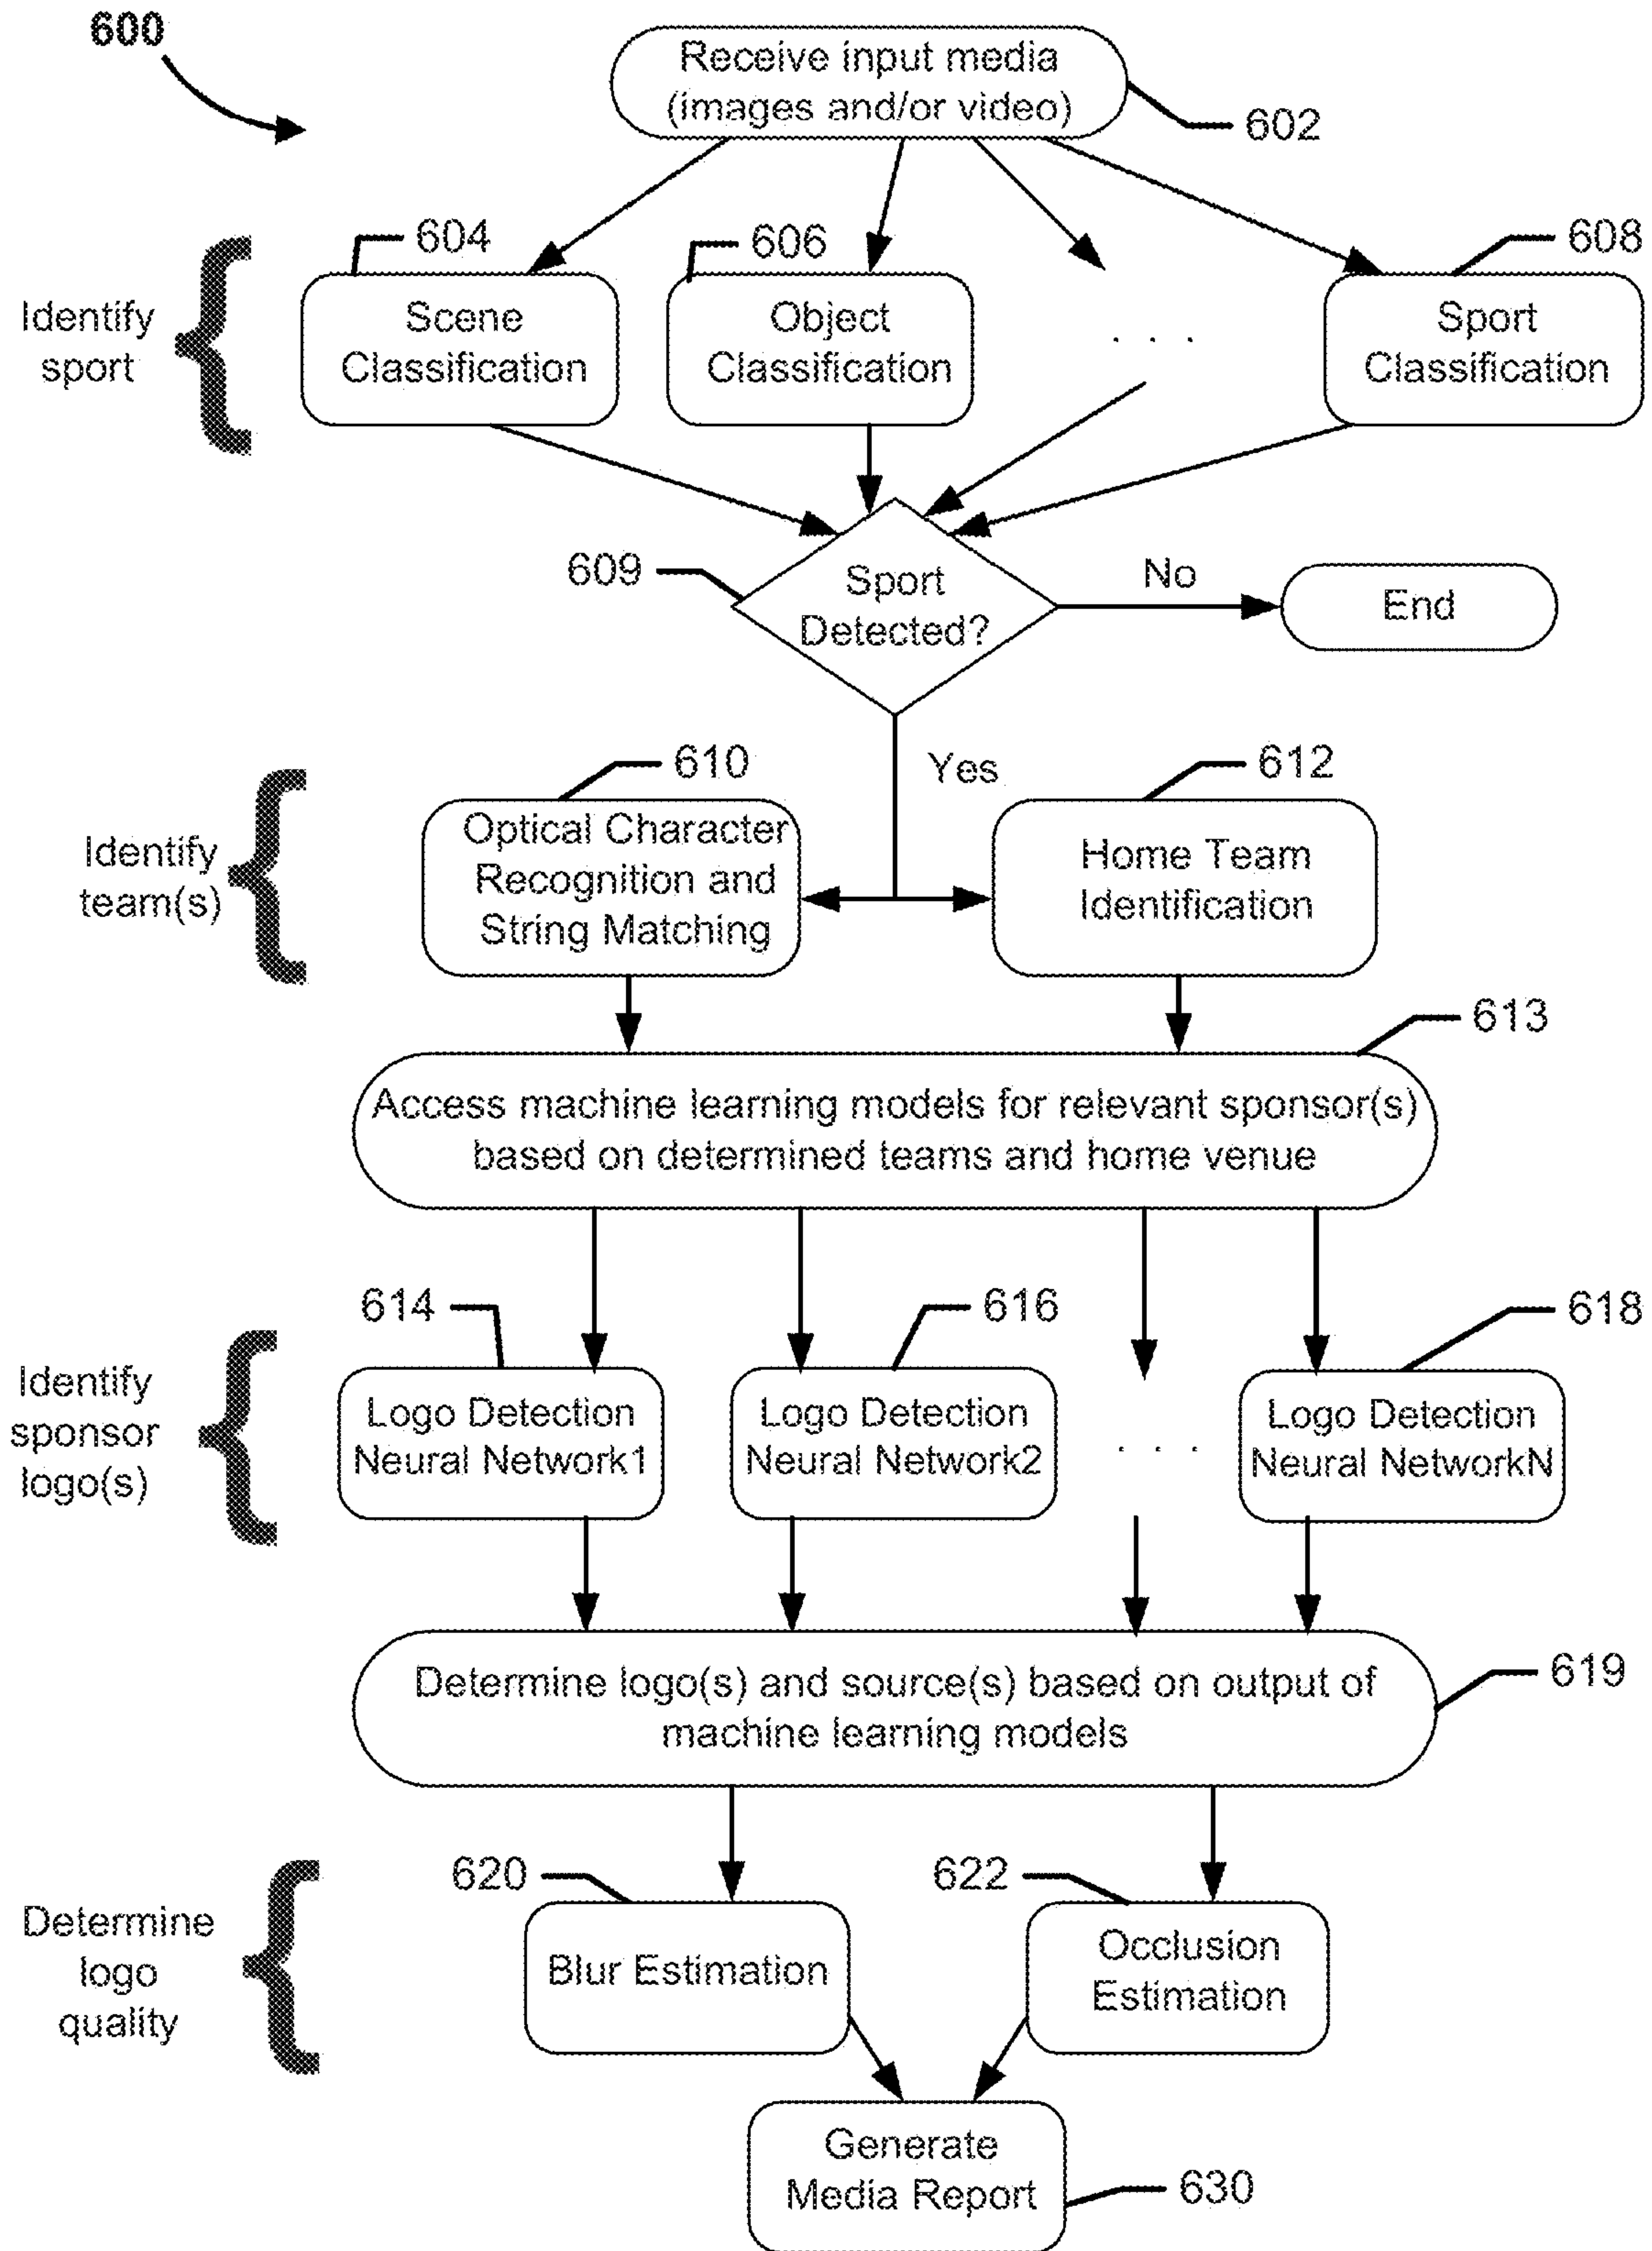 600
Receive input media
(images and/or video)
602
604
606
608
Identify
sport
Scene
Classification
Object
Classification
. . .
Sport
Classification
609
Sport
Detected?
No
End
Yes
610
612
Identify
team(s)
Optical Character
Recognition and
String Matching
Home Team
Identification
613
Access machine learning models for relevant sponsor(s)
based on determined teams and home venue
614
616
618
Identify
sponsor
logo(s)
Logo Detection
Neural Network1
Logo Detection
Neural Network2
. . .
Logo Detection
Neural NetworkN
Determine logo(s) and source(s) based on output of
machine learning models
619
620
622
Determine
logo
quality
Blur Estimation
Occlusion
Estimation
Generate
Media Report
630